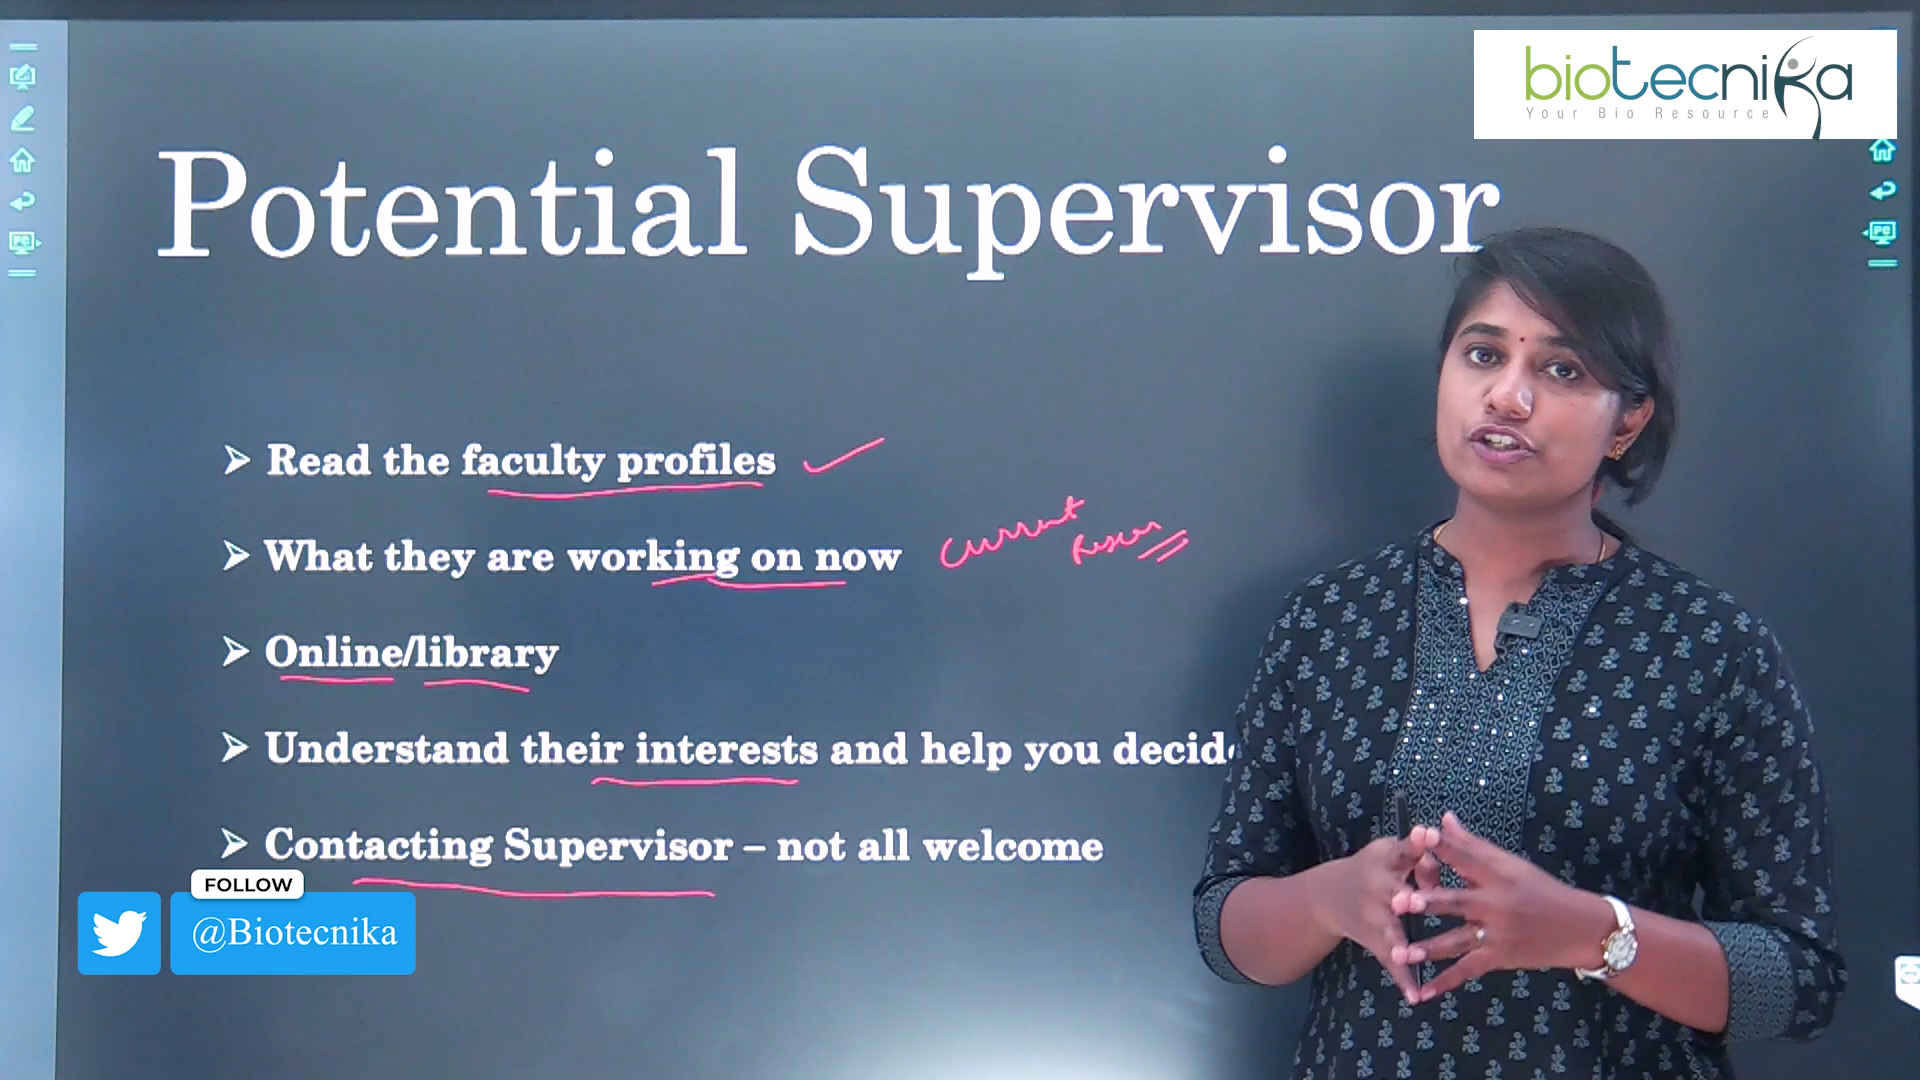 biotecnika
Your Bio Resource
Potential Supervisor
➢ Read the faculty profiles
➢ What they are working on now
current
➢ Online/library
➢ Understand their interests and help you decide
➢ Contacting Supervisor – not all welcome
FOLLOW
@Biotecnika